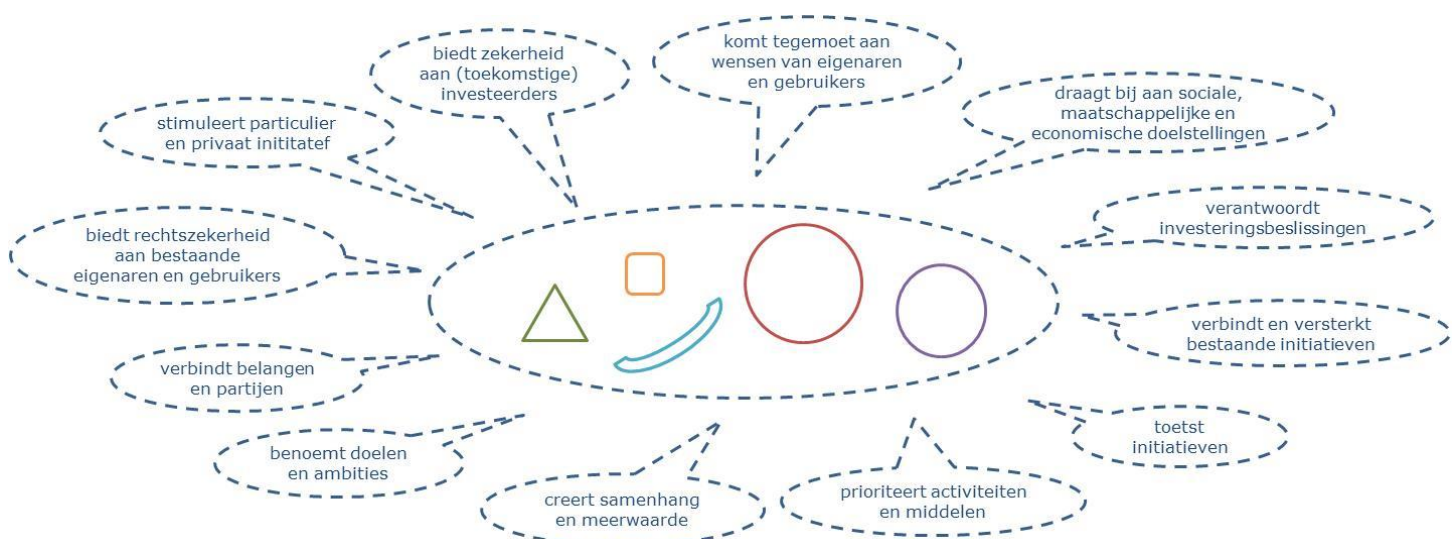 komt tegemoet aan
wensen van eigenaren
en gebruikers
biedt zekerheid
aan (toekomstige)
investeerders
draagt bij aan sociale,
maatschappelijke en
economische doelstellingen
stimuleert particulier
en privaat inititatef
verantwoordt
investeringsbeslissingen
biedt rechtszekerheid
aan bestaande
eigenaren en gebruikers
verbindt en versterkt
bestaande initiatieven
verbindt belangen
en partijen
toetst
initiatieven
benoemt doelen
en ambities
creert samenhang
en meerwaarde
prioriteert activiteiten
en middelen